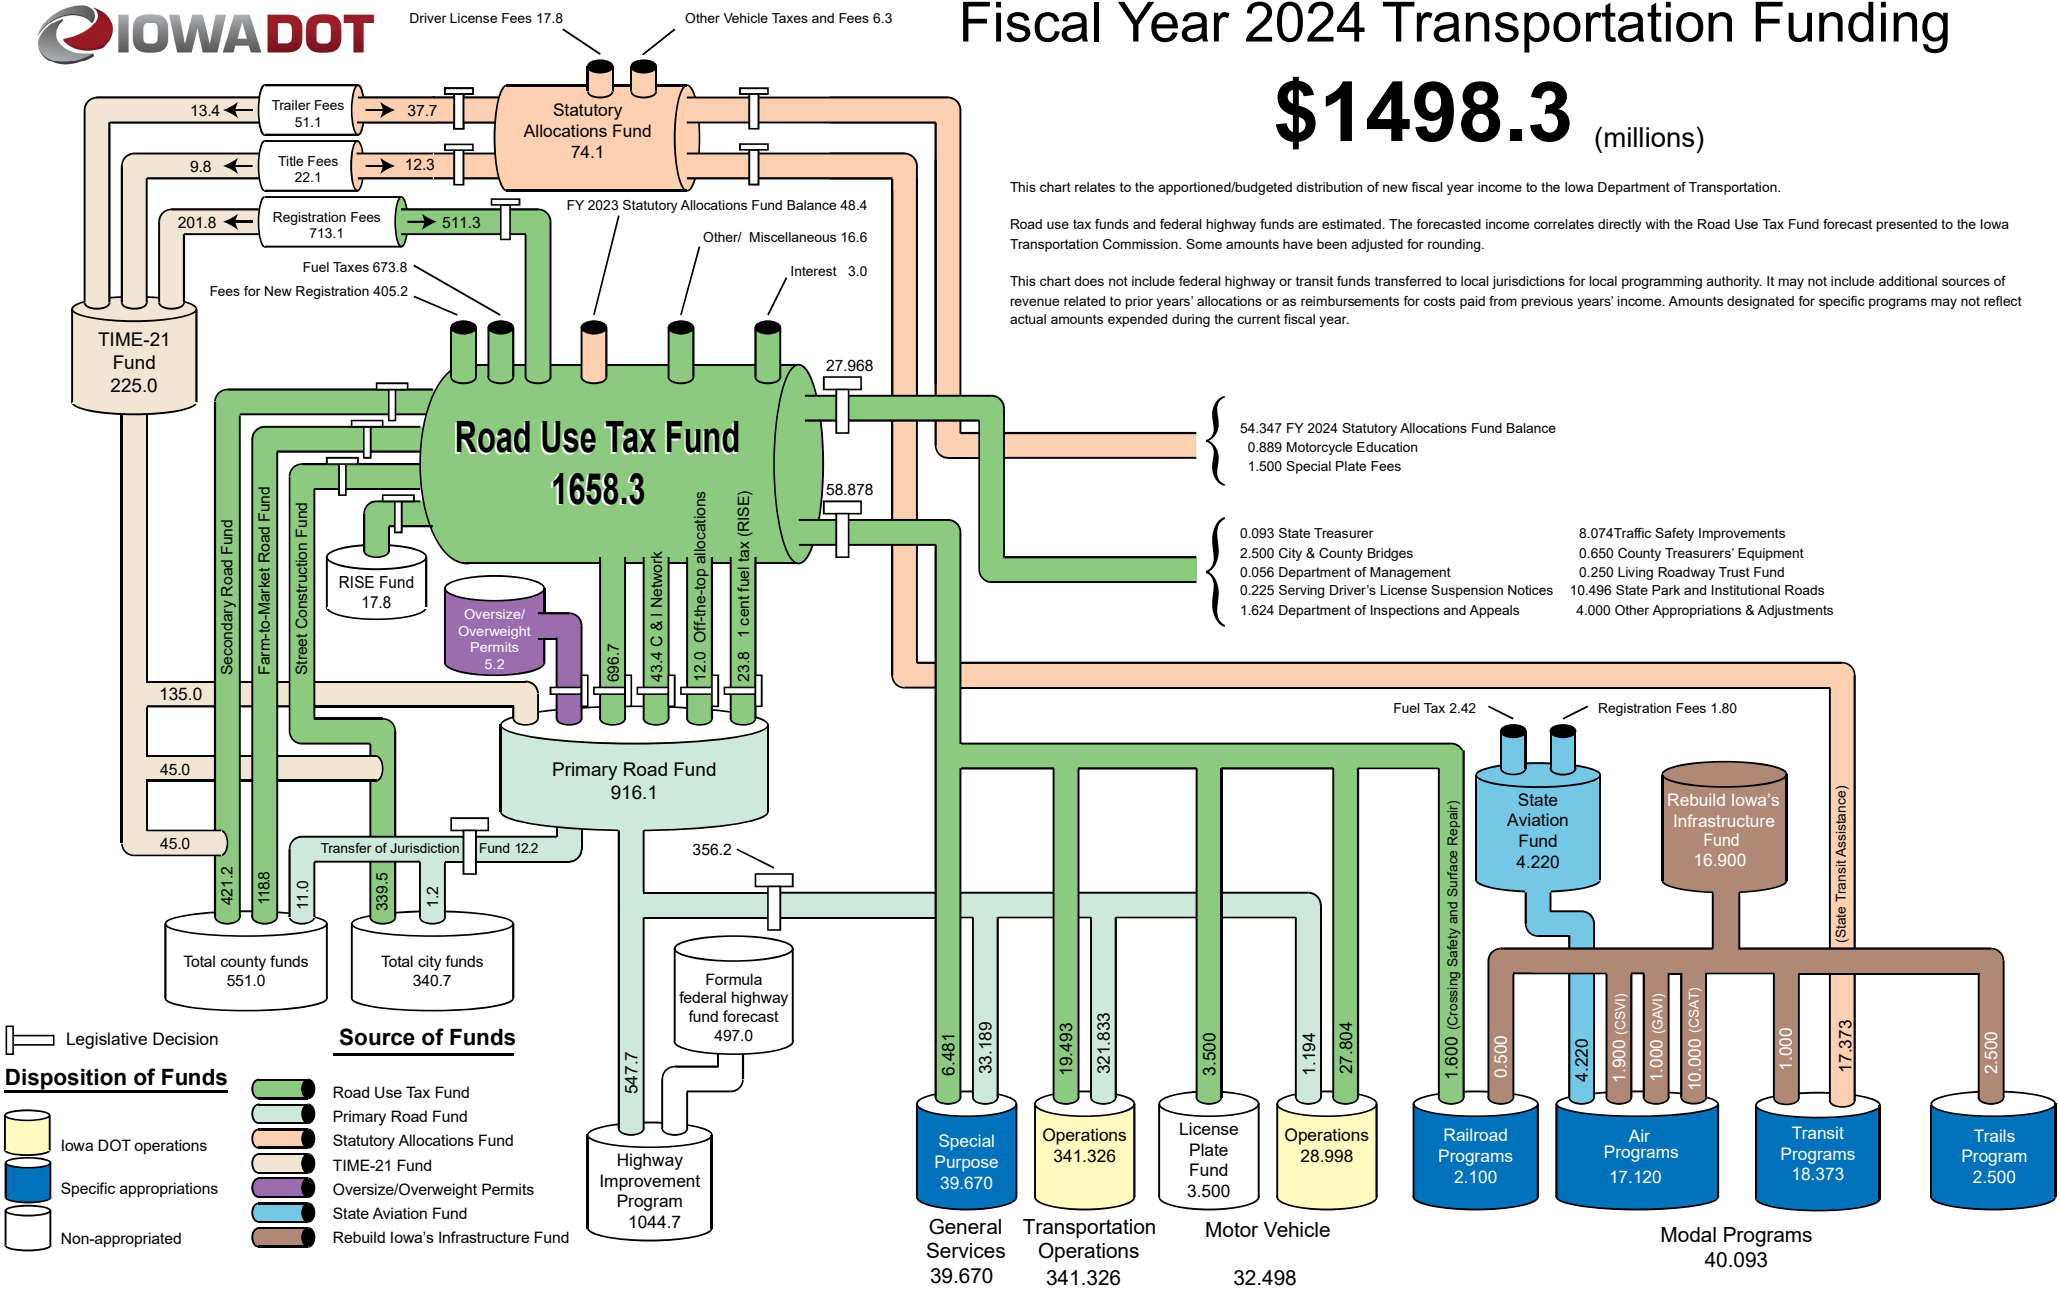 IOWADOT
Driver License Fees 17.8
Other Vehicle Taxes and Fees 6.3
Fiscal Year 2024 Transportation Funding
$1498.3 (millions)
13.4
Trailer Fees
51.1
37.7
Statutory
Allocations Fund
74.1
9.8
Title Fees
22.1
12.3
201.8
Registration Fees
713.1
511.3
This chart relates to the apportioned/budgeted distribution of new fiscal year income to the Iowa Department of Transportation.
Road use tax funds and federal highway funds are estimated. The forecasted income correlates directly with the Road Use Tax Fund forecast presented to the Iowa
Transportation Commission. Some amounts have been adjusted for rounding.
This chart does not include federal highway or transit funds transferred to local jurisdictions for local programming authority. It may not include additional sources of
revenue related to prior years' allocations or as reimbursements for costs paid from previous years' income. Amounts designated for specific programs may not reflect
actual amounts expended during the current fiscal year.
FY 2023 Statutory Allocations Fund Balance 48.4
Other/ Miscellaneous 16.6
Interest 3.0
Fuel Taxes 673.8
Fees for New Registration 405.2
TIME-21
Fund
225.0
Road Use Tax Fund
1658.3
27.968
58.878
54.347 FY 2024 Statutory Allocations Fund Balance
0.889 Motorcycle Education
1.500 Special Plate Fees
0.093 State Treasurer
2.500 City & County Bridges
0.056 Department of Management
0.225 Serving Driver's License Suspension Notices
1.624 Department of Inspections and Appeals
8.074Traffic Safety Improvements
0.650 County Treasurers' Equipment
0.250 Living Roadway Trust Fund
10.496 State Park and Institutional Roads
4.000 Other Appropriations & Adjustments
Secondary Road Fund
Farm-to-Market Road Fund
Street Construction Fund
RISE Fund
17.8
Oversize/
Overweight
Permits
5.2
696.7
43.4 C & I Network
12.0 Off-the-top allocations
23.8 1 cent fuel tax (RISE)
135.0
45.0
45.0
Primary Road Fund
916.1
Transfer of Jurisdiction Fund 12.2
421.2
118.8
11.0
339.5
1.2
Total county funds
551.0
Total city funds
340.7
356.2
Formula
federal highway
fund forecast
497.0
547.7
Highway
Improvement
Program
1044.7
Fuel Tax 2.42
Registration Fees 1.80
State
Aviation
Fund
4.220
Rebuild Iowa's
Infrastructure
Fund
16.900
6.481
33.189
19.493
321.833
3.500
1.194
27.804
1.600 (Crossing Safety and Surface Repair)
0.500
4.220
1.900 (CSVI)
1.000 (GAVI)
10.000 (CSAT)
1.000
17.373
(State Transit Assistance)
2.500
Special
Purpose
39.670
Operations
341.326
License
Plate
Fund
3.500
Operations
28.998
Railroad
Programs
2.100
Air
Programs
17.120
Transit
Programs
18.373
Trails
Program
2.500
General
Services
39.670
Transportation
Operations
341.326
Motor Vehicle
32.498
Modal Programs
40.093
Legislative Decision
Disposition of Funds
Iowa DOT operations
Specific appropriations
Non-appropriated
Source of Funds
Road Use Tax Fund
Primary Road Fund
Statutory Allocations Fund
TIME-21 Fund
Oversize/Overweight Permits
State Aviation Fund
Rebuild Iowa's Infrastructure Fund